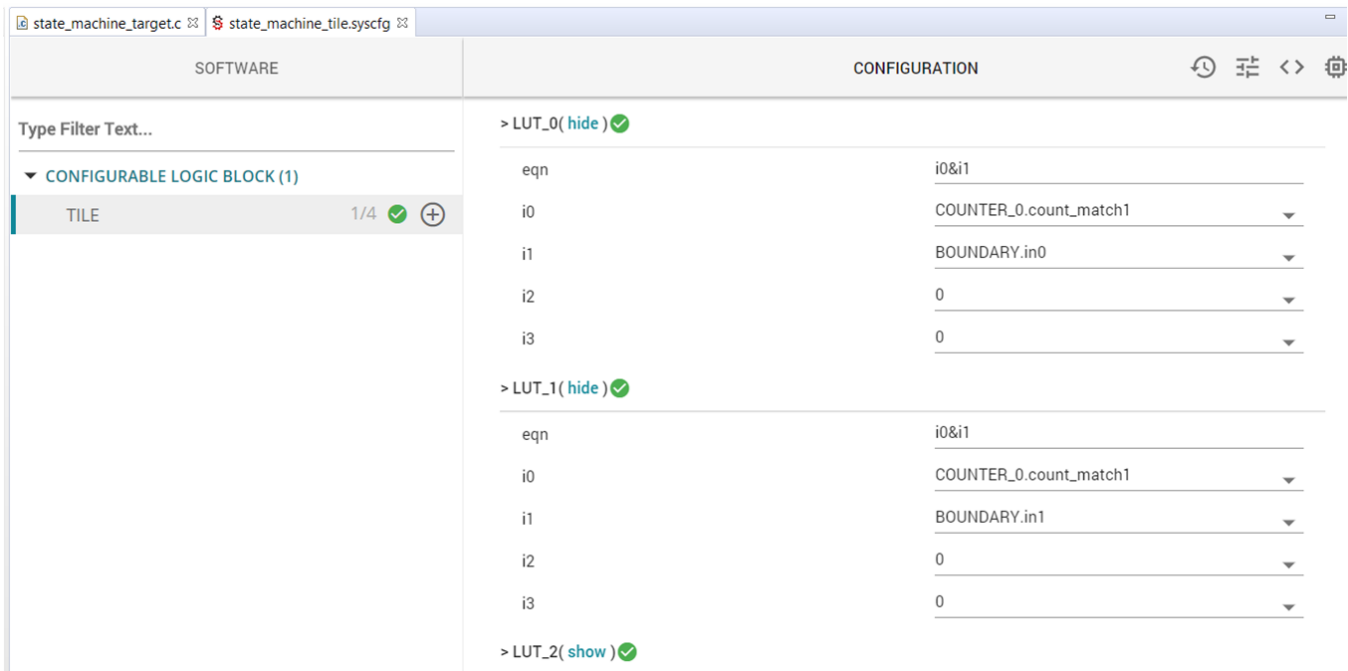 state_machine_target.c state_machine_tile.syscfg
SOFTWARE CONFIGURATION
Type Filter Text...
CONFIGURABLE LOGIC BLOCK (1)
TILE 1/4
> LUT_0( hide )
eqn i0&i1
i0 COUNTER_0.count_match1
i1 BOUNDARY.in0
i2 0
i3 0
> LUT_1( hide )
eqn i0&i1
i0 COUNTER_0.count_match1
i1 BOUNDARY.in1
i2 0
i3 0
> LUT_2( show )